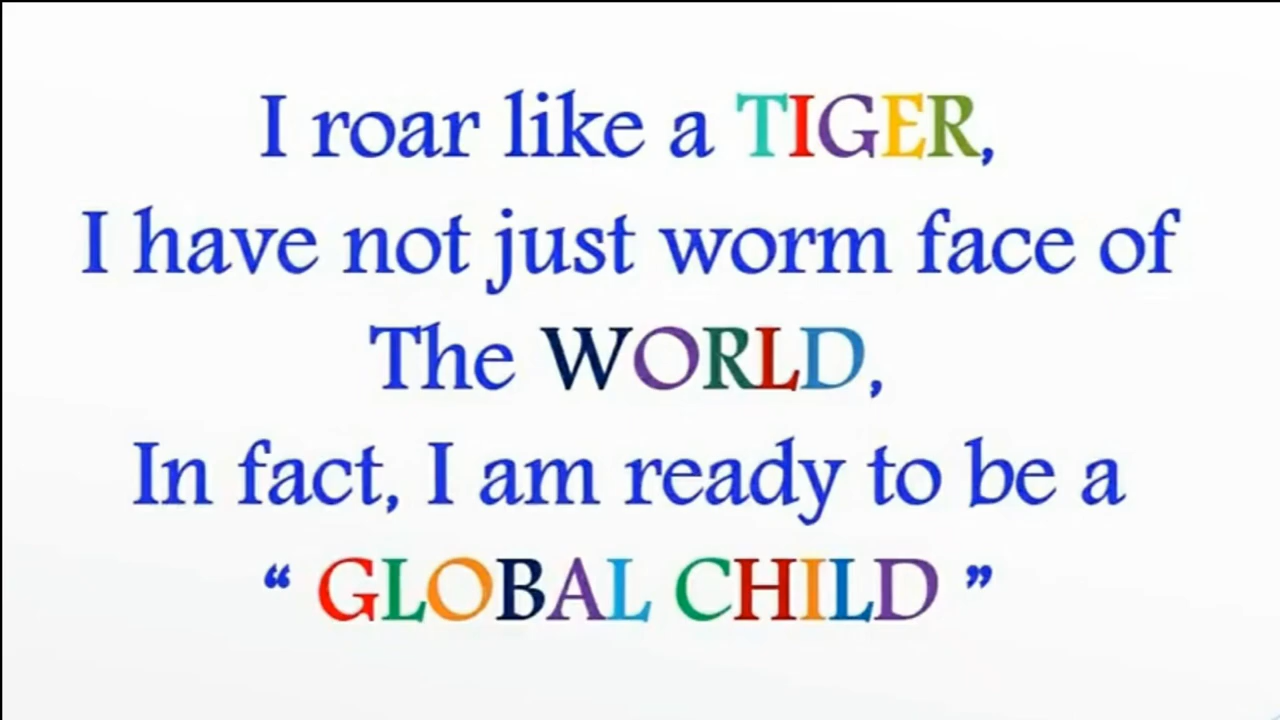 I roar like a TIGER,
I have not just worm face of
The WORLD,
In fact, I am ready to be a
“ GLOBAL CHILD ”